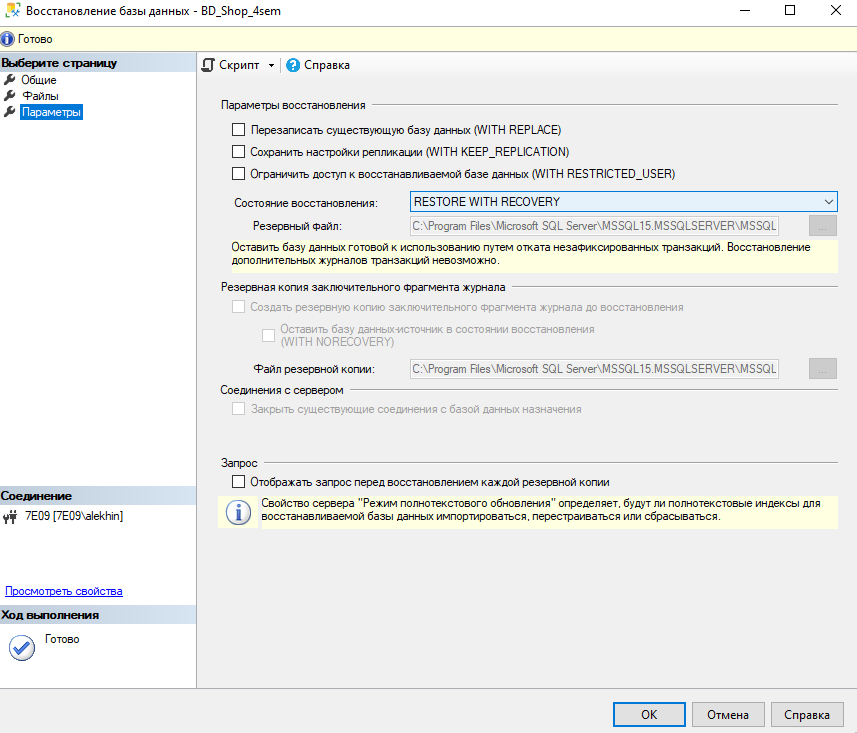 Восстановление базы данных - BD_Shop_4sem
Готово
Выберите страницу
Общие
Файлы
Параметры
Скрипт
Справка
Параметры восстановления
Перезаписать существующую базу данных (WITH REPLACE)
Сохранить настройки репликации (WITH KEEP_REPLICATION)
Ограничить доступ к восстанавливаемой базе данных (WITH RESTRICTED_USER)
Состояние восстановления:
RESTORE WITH RECOVERY
Резервный файл:
C:\Program Files\Microsoft SQL Server\MSSQL15.MSSQLSERVER\MSSQL
...
Оставить базу данных готовой к использованию путем отката незафиксированных транзакций. Восстановление
дополнительных журналов транзакций невозможно.
Резервная копия заключительного фрагмента журнала
Создать резервную копию заключительного фрагмента журнала до восстановления
Оставить базу данных-источник в состоянии восстановления
(WITH NORECOVERY)
Файл резервной копии:
C:\Program Files\Microsoft SQL Server\MSSQL15.MSSQLSERVER\MSSQL
...
Соединения с сервером
Закрыть существующие соединения с базой данных назначения
Запрос
Отображать запрос перед восстановлением каждой резервной копии
Свойство сервера "Режим полнотекстового обновления" определяет, будут ли полнотекстовые индексы для
восстанавливаемой базы данных импортироваться, перестраиваться или сбрасываться.
Соединение
7E09 [7E09\alekhin]
Просмотреть свойства
Ход выполнения
Готово
ОК
Отмена
Справка